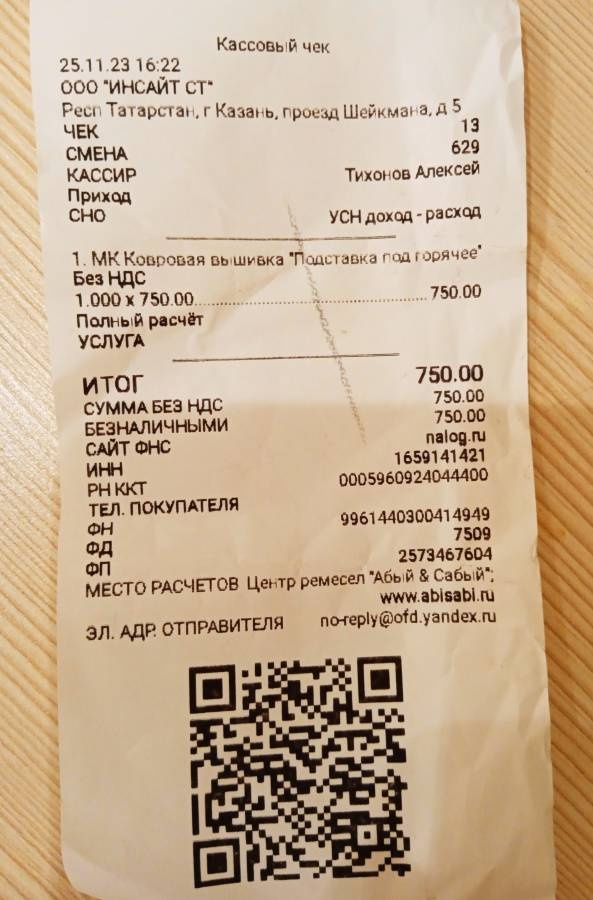 Кассовый чек
25.11.23 16:22
ООО "ИНСАЙТ СТ"
Респ Татарстан, г Казань, проезд Шейкмана, д 5
ЧЕК 13
СМЕНА 629
КАССИР Тихонов Алексей
Приход
СНО УСН доход - расход
1. МК Ковровая вышивка "Подставка под горячее"
Без НДС
1.000 x 750.00 750.00
Полный расчёт
УСЛУГА
ИТОГ 750.00
СУММА БЕЗ НДС 750.00
БЕЗНАЛИЧНЫМИ 750.00
САЙТ ФНС nalog.ru
ИНН 1659141421
РН ККТ 0005960924044400
ТЕЛ. ПОКУПАТЕЛЯ
ФН 9961440300414949
ФД 7509
ФП 2573467604
МЕСТО РАСЧЕТОВ Центр ремесел "Абый & Сабый";
www.abisabi.ru
ЭЛ. АДР. ОТПРАВИТЕЛЯ no-reply@ofd.yandex.ru